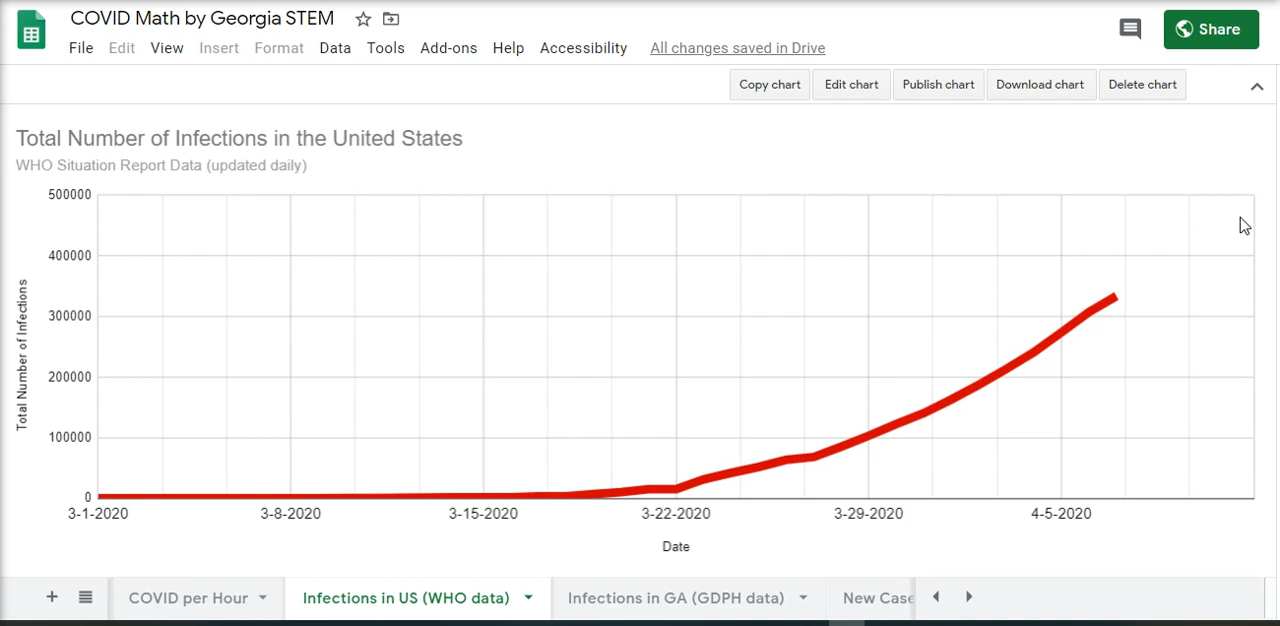 COVID Math by Georgia STEM
File Edit View Insert Format Data Tools Add-ons Help Accessibility All changes saved in Drive
Share
Copy chart Edit chart Publish chart Download chart Delete chart
Total Number of Infections in the United States
WHO Situation Report Data (updated daily)
Total Number of Infections
500000
400000
300000
200000
100000
0
3-1-2020 3-8-2020 3-15-2020 3-22-2020 3-29-2020 4-5-2020
Date
COVID per Hour Infections in US (WHO data) Infections in GA (GDPH data) New Case